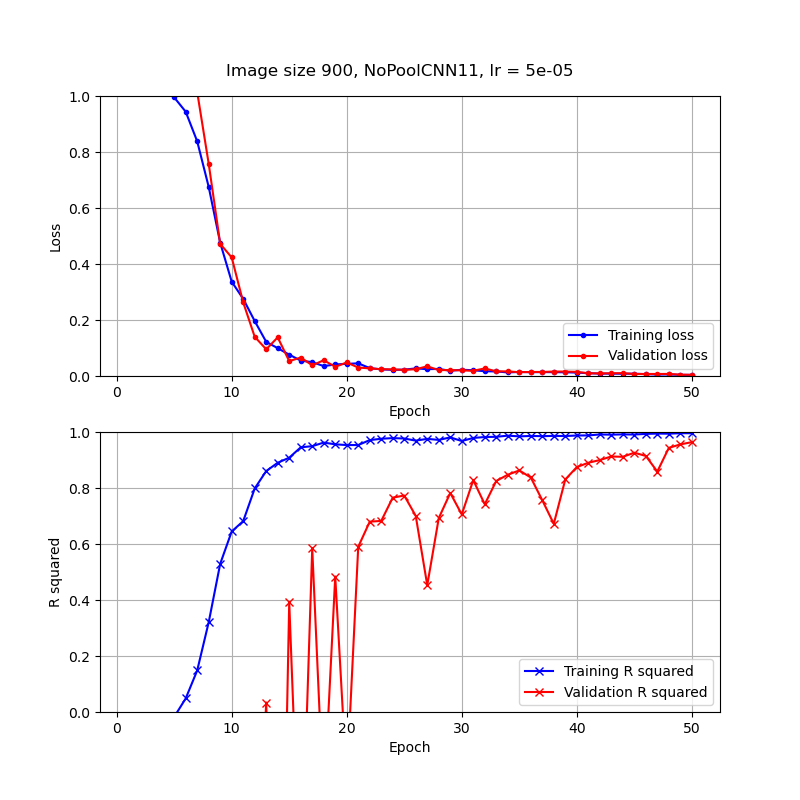 Image size 900, NoPoolCNN11, lr = 5e-05
1.0
0.8
0.6
0.4
0.2
0.0
Loss
0 10 20 30 40 50
Epoch
Training loss
Validation loss
1.0
0.8
0.6
0.4
0.2
0.0
R squared
0 10 20 30 40 50
Epoch
Training R squared
Validation R squared